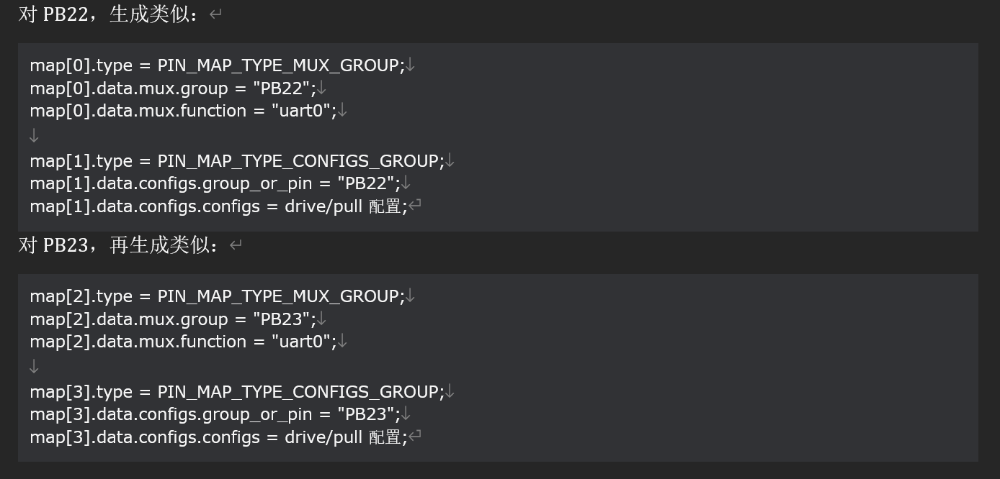 对 PB22，生成类似：↵
map[0].type = PIN_MAP_TYPE_MUX_GROUP;↓
map[0].data.mux.group = "PB22";↓
map[0].data.mux.function = "uart0";↓
↓
map[1].type = PIN_MAP_TYPE_CONFIGS_GROUP;↓
map[1].data.configs.group_or_pin = "PB22";↓
map[1].data.configs.configs = drive/pull 配置;↵
对 PB23，再生成类似：↵
map[2].type = PIN_MAP_TYPE_MUX_GROUP;↓
map[2].data.mux.group = "PB23";↓
map[2].data.mux.function = "uart0";↓
↓
map[3].type = PIN_MAP_TYPE_CONFIGS_GROUP;↓
map[3].data.configs.group_or_pin = "PB23";↓
map[3].data.configs.configs = drive/pull 配置;↵